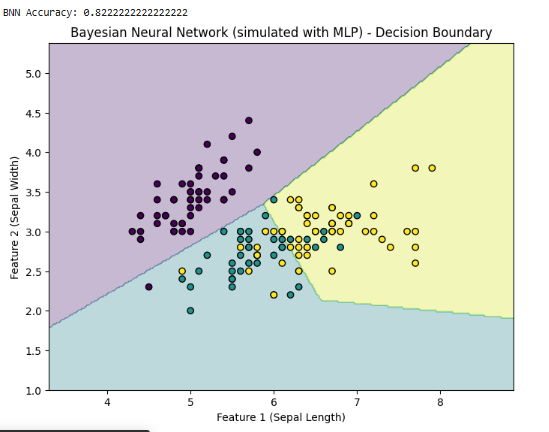 BNN Accuracy: 0.8222222222222222
Bayesian Neural Network (simulated with MLP) - Decision Boundary
5.0
4.5
4.0
3.5
3.0
2.5
2.0
1.5
1.0
Feature 2 (Sepal Width)
4 5 6 7 8
Feature 1 (Sepal Length)